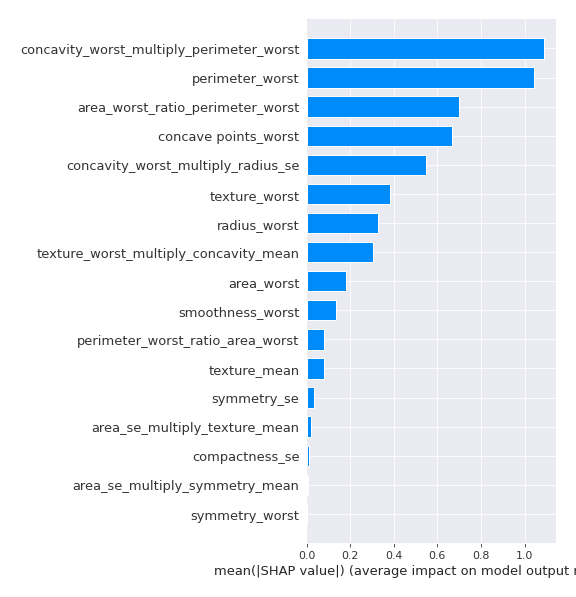 concavity_worst_multiply_perimeter_worst
perimeter_worst
area_worst_ratio_perimeter_worst
concave points_worst
concavity_worst_multiply_radius_se
texture_worst
radius_worst
texture_worst_multiply_concavity_mean
area_worst
smoothness_worst
perimeter_worst_ratio_area_worst
texture_mean
symmetry_se
area_se_multiply_texture_mean
compactness_se
area_se_multiply_symmetry_mean
symmetry_worst
0.0 0.2 0.4 0.6 0.8 1.0
mean(|SHAP value|) (average impact on model output